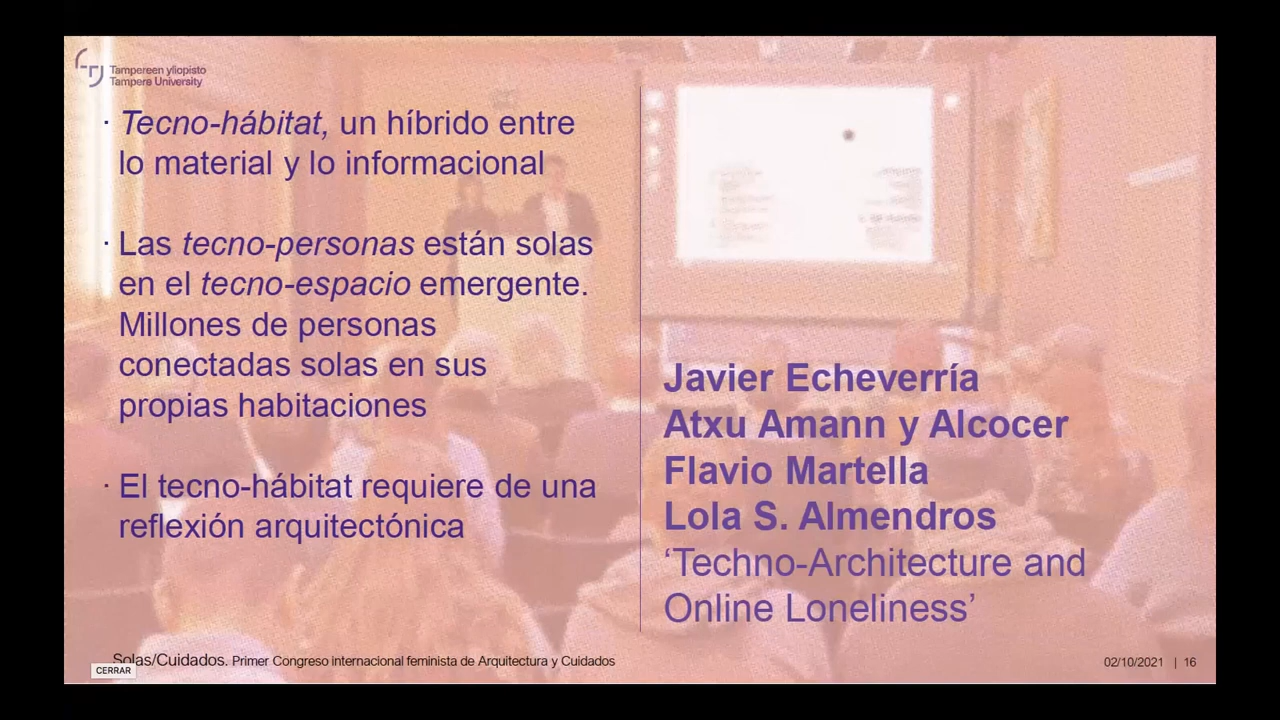 Tampereen yliopisto
Tampere University
· Tecno-hábitat, un híbrido entre
lo material y lo informacional
· Las tecno-personas están solas
en el tecno-espacio emergente.
Millones de personas
conectadas solas en sus
propias habitaciones
· El tecno-hábitat requiere de una
reflexión arquitectónica
Javier Echeverría
Atxu Amann y Alcocer
Flavio Martella
Lola S. Almendros
‘Techno-Architecture and
Online Loneliness’
Solas/Cuidados. Primer Congreso internacional feminista de Arquitectura y Cuidados
CERRAR
02/10/2021 | 16